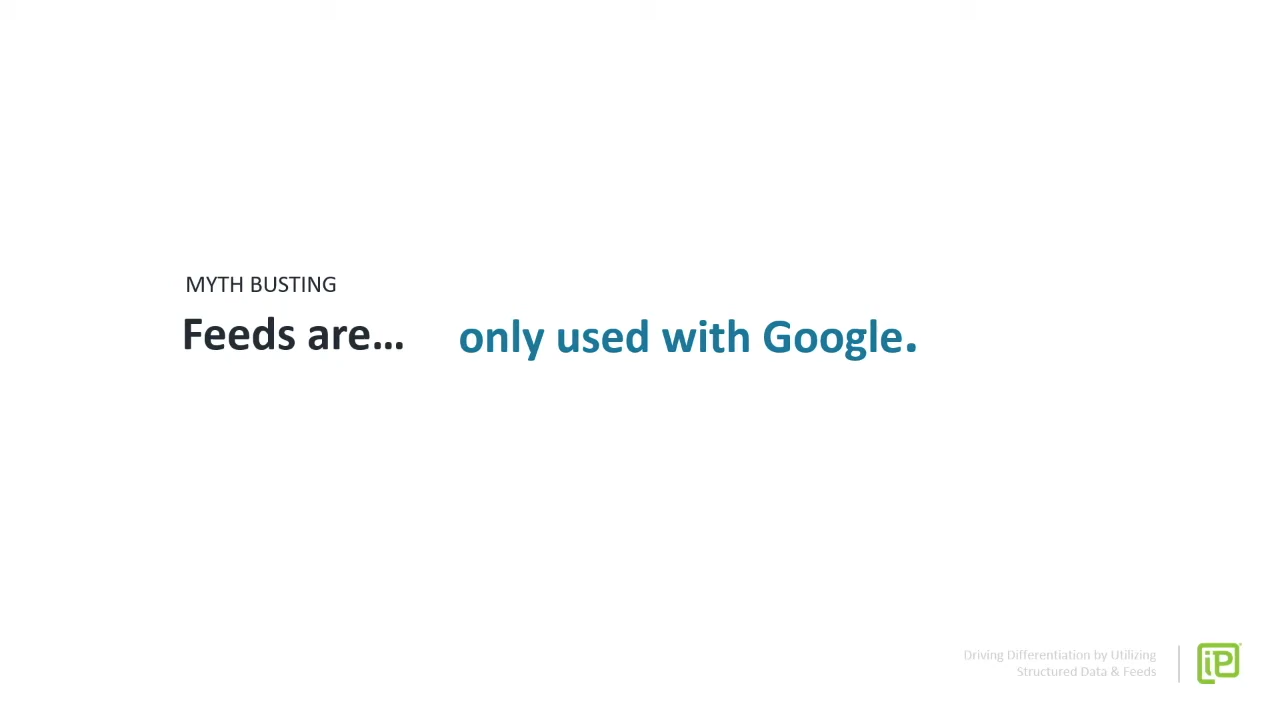 MYTH BUSTING
Feeds are... only used with Google.
Driving Differentiation by Utilizing
Structured Data & Feeds
iP